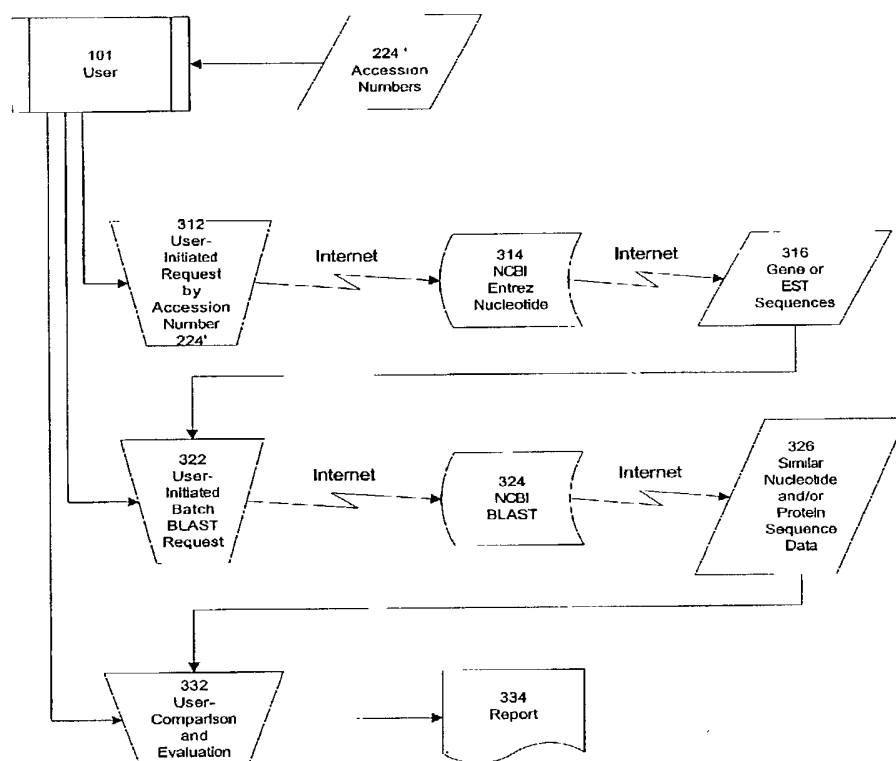 101
User
224 '
Accession
Numbers
312
User-
Initiated
Request
by
Accession
Number
224'
Internet
314
NCBI
Entrez
Nucleotide
Internet
316
Gene or
EST
Sequences
322
User-
Initiated
Batch
BLAST
Request
Internet
324
NCBI
BLAST
Internet
326
Similar
Nucleotide
and/or
Protein
Sequence
Data
332
User-
Comparison
and
Evaluation
334
Report